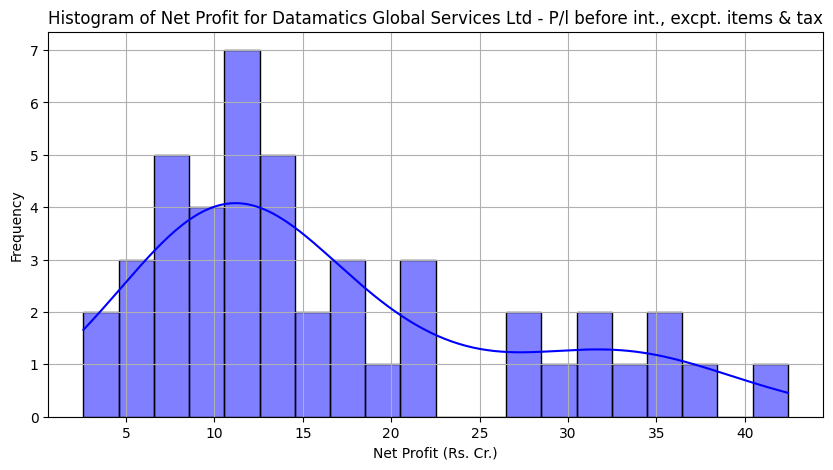 Histogram of Net Profit for Datamatics Global Services Ltd - P/l before int., excpt. items & tax
7
6
5
4
3
2
1
0
Frequency
5 10 15 20 25 30 35 40
Net Profit (Rs. Cr.)